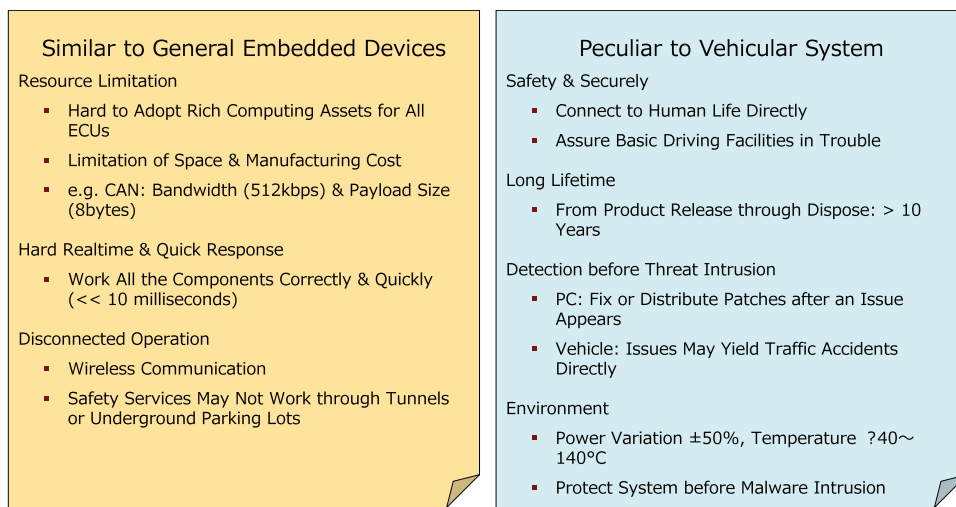 Similar to General Embedded Devices
Resource Limitation
Hard to Adopt Rich Computing Assets for All
ECUs
Limitation of Space & Manufacturing Cost
e.g. CAN: Bandwidth (512kbps) & Payload Size
(8bytes)
Hard Realtime & Quick Response
Work All the Components Correctly & Quickly
(<< 10 milliseconds)
Disconnected Operation
Wireless Communication
Safety Services May Not Work through Tunnels
or Underground Parking Lots
Peculiar to Vehicular System
Safety & Securely
Connect to Human Life Directly
Assure Basic Driving Facilities in Trouble
Long Lifetime
From Product Release through Dispose: > 10
Years
Detection before Threat Intrusion
PC: Fix or Distribute Patches after an Issue
Appears
Vehicle: Issues May Yield Traffic Accidents
Directly
Environment
Power Variation ±50%, Temperature ?40～
140°C
Protect System before Malware Intrusion